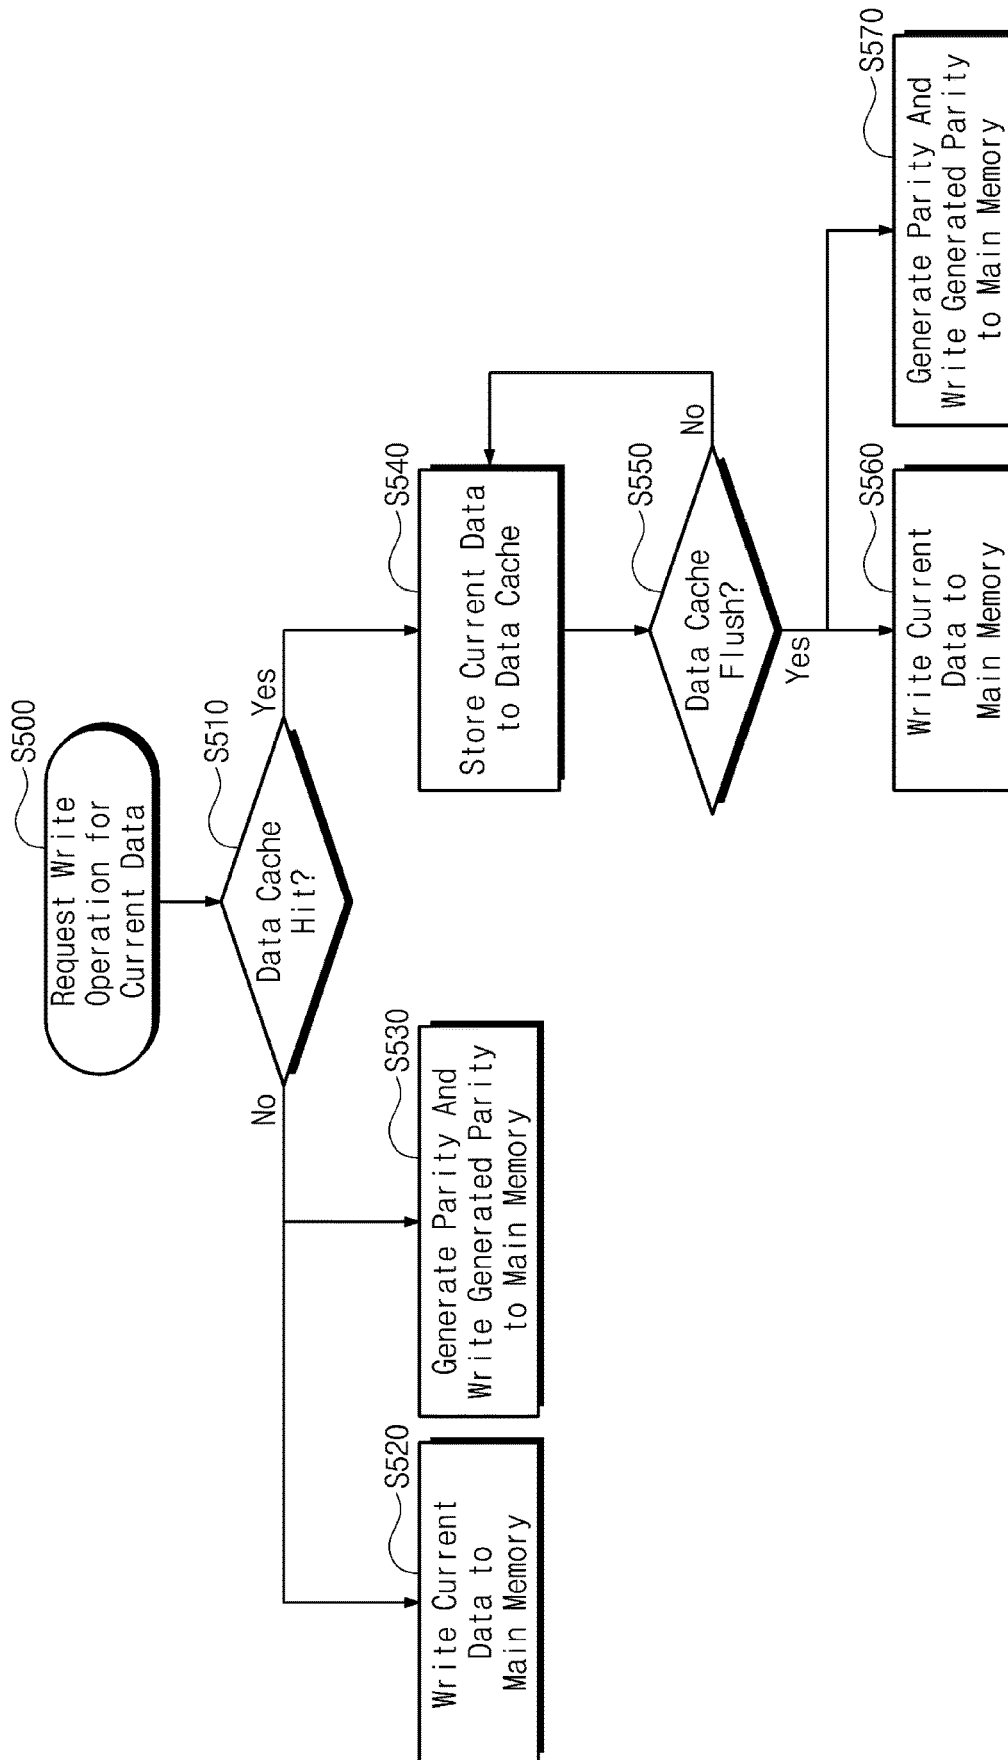 Request Write
Operation for
Current Data
S500
Data Cache
Hit?
S510
No
Yes
Write Current
Data to
Main Memory
S520
Generate Parity And
Write Generated Parity
to Main Memory
S530
Store Current Data
to Data Cache
S540
Data Cache
Flush?
S550
No
Yes
Write Current
Data to
Main Memory
S560
Generate Parity And
Write Generated Parity
to Main Memory
S570